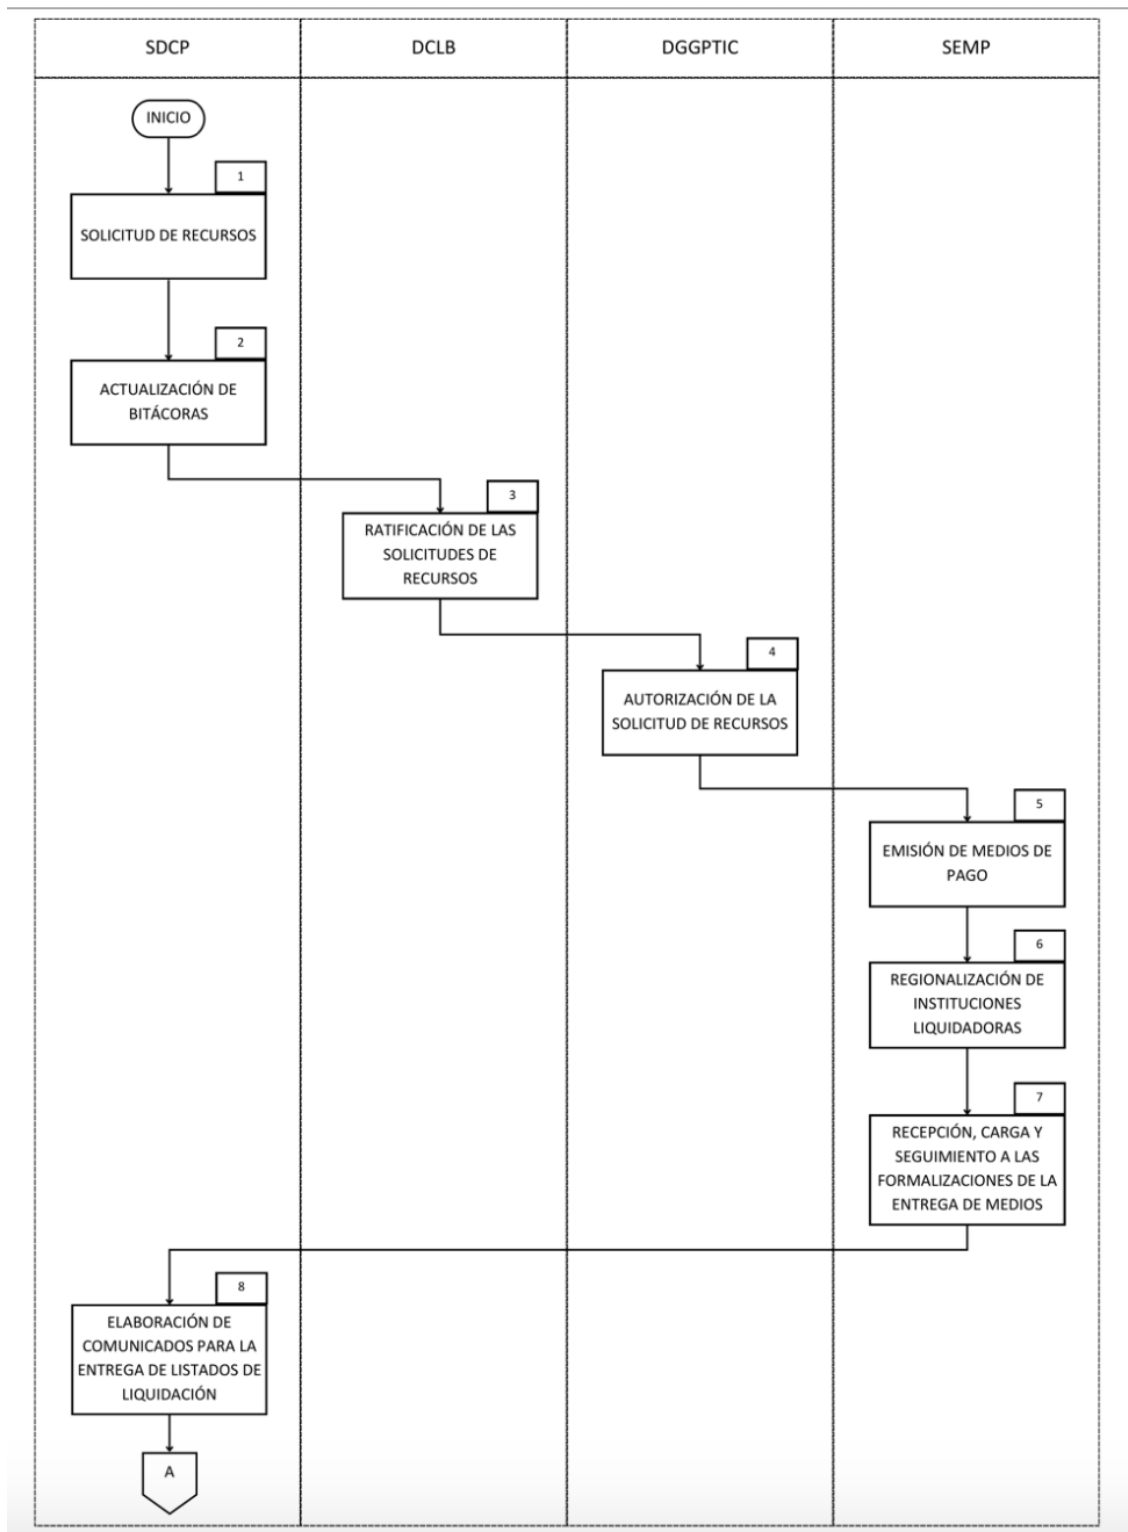 SDCP
DCLB
DGGPTIC
SEMP
INICIO
1
SOLICITUD DE RECURSOS
2
ACTUALIZACIÓN DE
BITÁCORAS
3
RATIFICACIÓN DE LAS
SOLICITUDES DE
RECURSOS
4
AUTORIZACIÓN DE LA
SOLICITUD DE RECURSOS
5
EMISIÓN DE MEDIOS DE
PAGO
6
REGIONALIZACIÓN DE
INSTITUCIONES
LIQUIDADORAS
7
RECEPCIÓN, CARGA Y
SEGUIMIENTO A LAS
FORMALIZACIONES DE LA
ENTREGA DE MEDIOS
8
ELABORACIÓN DE
COMUNICADOS PARA LA
ENTREGA DE LISTADOS DE
LIQUIDACIÓN
A